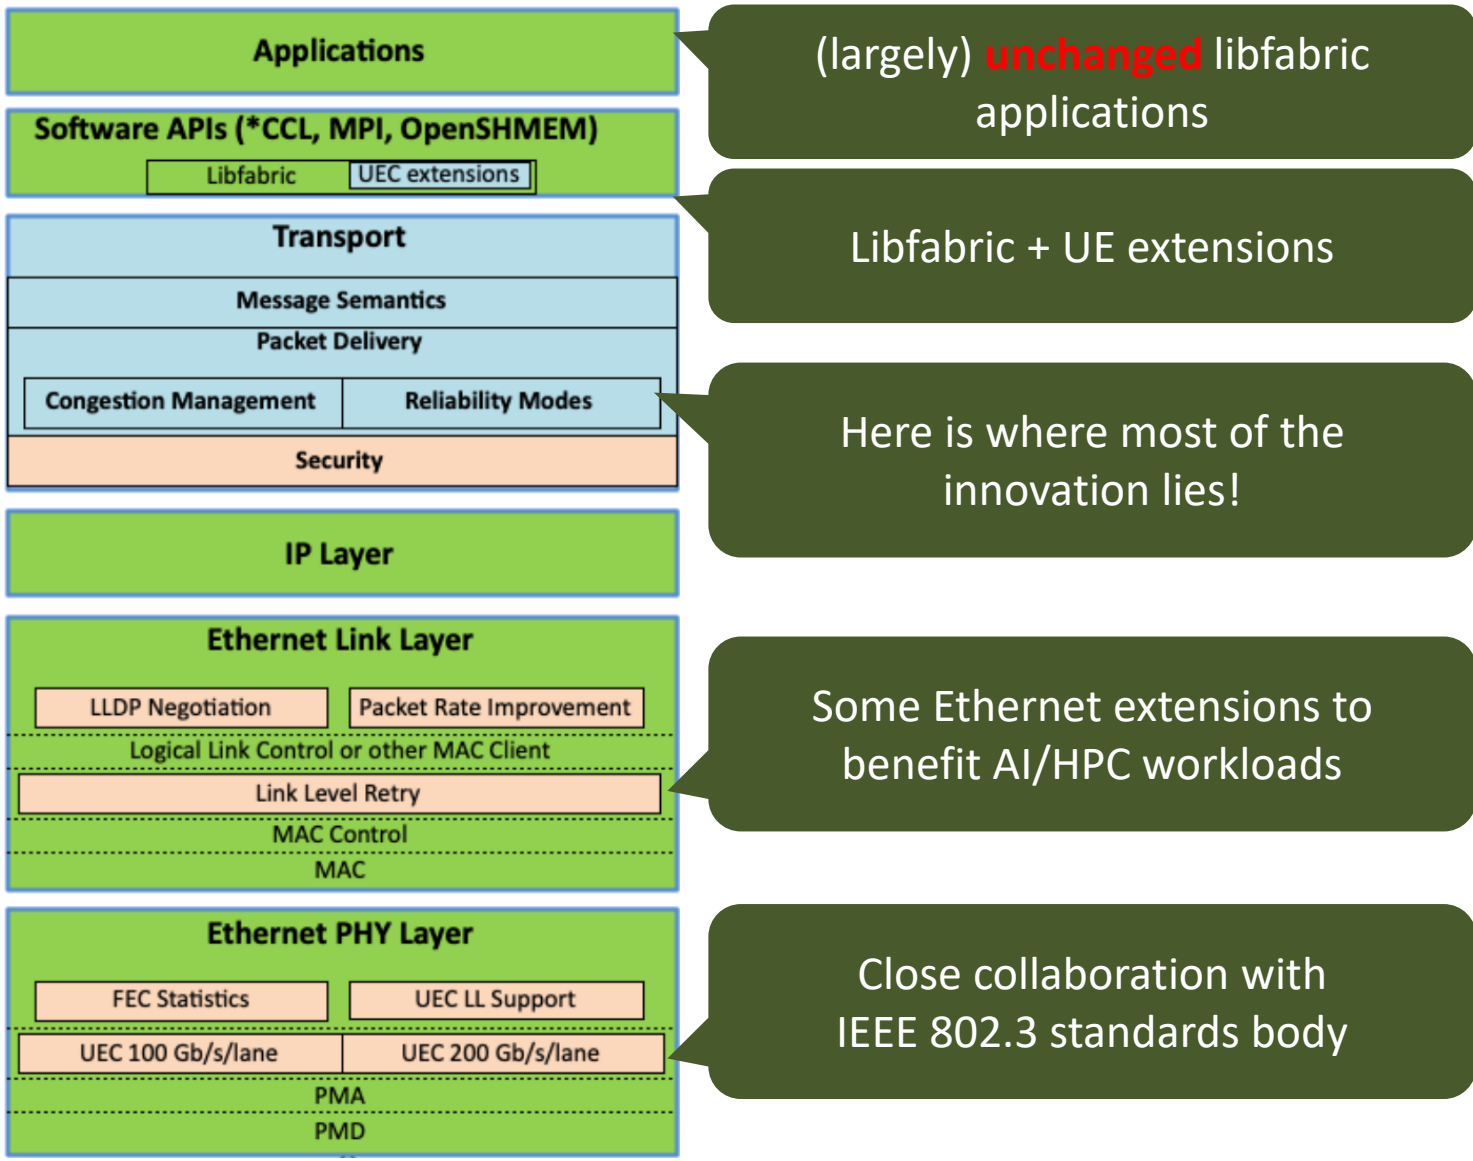 Applications
(largely) unchanged libfabric
applications
Software APIs (*CCL, MPI, OpenSHMEM)
Libfabric
UEC extensions
Libfabric + UE extensions
Transport
Message Semantics
Packet Delivery
Congestion Management
Reliability Modes
Security
Here is where most of the
innovation lies!
IP Layer
Ethernet Link Layer
LLDP Negotiation
Packet Rate Improvement
Logical Link Control or other MAC Client
Link Level Retry
MAC Control
MAC
Some Ethernet extensions to
benefit AI/HPC workloads
Ethernet PHY Layer
FEC Statistics
UEC LL Support
UEC 100 Gb/s/lane
UEC 200 Gb/s/lane
PMA
PMD
Close collaboration with
IEEE 802.3 standards body